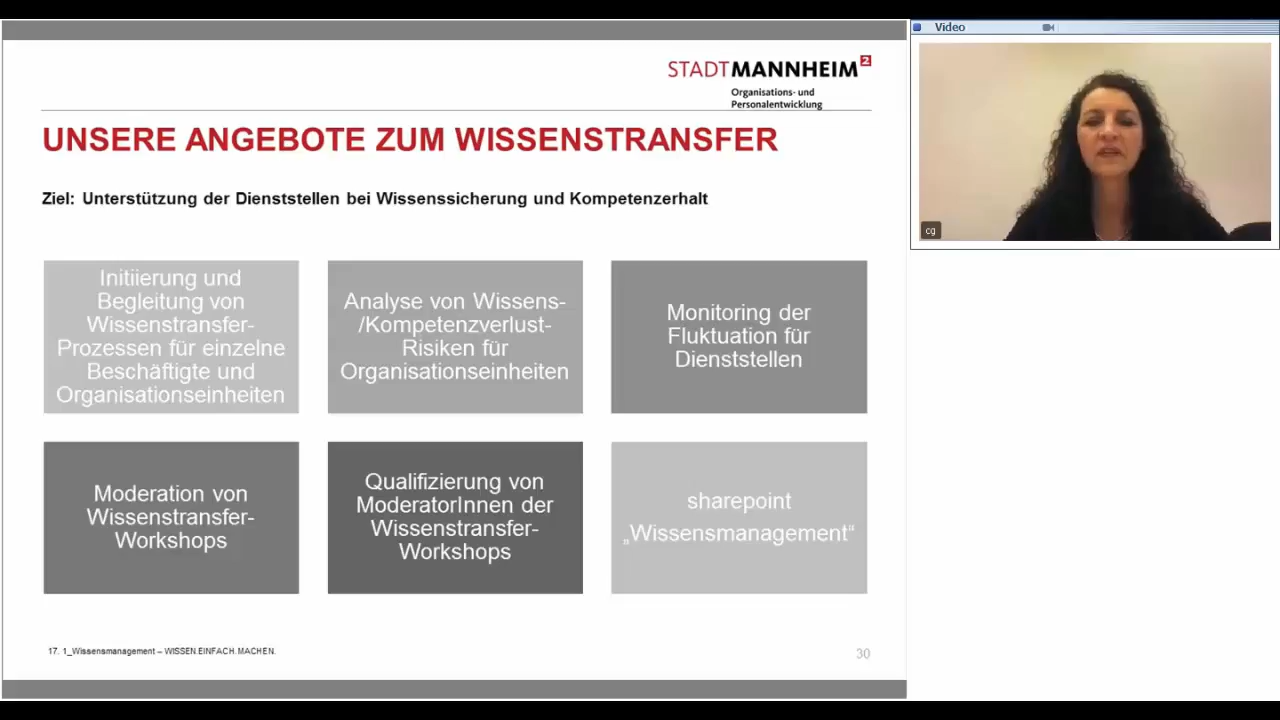 STADTMANNHEIM2
Organisations- und
Personalentwicklung
UNSERE ANGEBOTE ZUM WISSENSTRANSFER
Ziel: Unterstützung der Dienststellen bei Wissenssicherung und Kompetenzerhalt
Initiierung und
Begleitung von
Wissenstransfer-
Prozessen für einzelne
Beschäftigte und
Organisationseinheiten
Analyse von Wissens-
/Kompetenzverlust-
Risiken für
Organisationseinheiten
Monitoring der
Fluktuation für
Dienststellen
Moderation von
Wissenstransfer-
Workshops
Qualifizierung von
ModeratorInnen der
Wissenstransfer-
Workshops
sharepoint
„Wissensmanagement“
17. 1_Wissensmanagement – WISSEN.EINFACH.MACHEN.
30
Video
cg